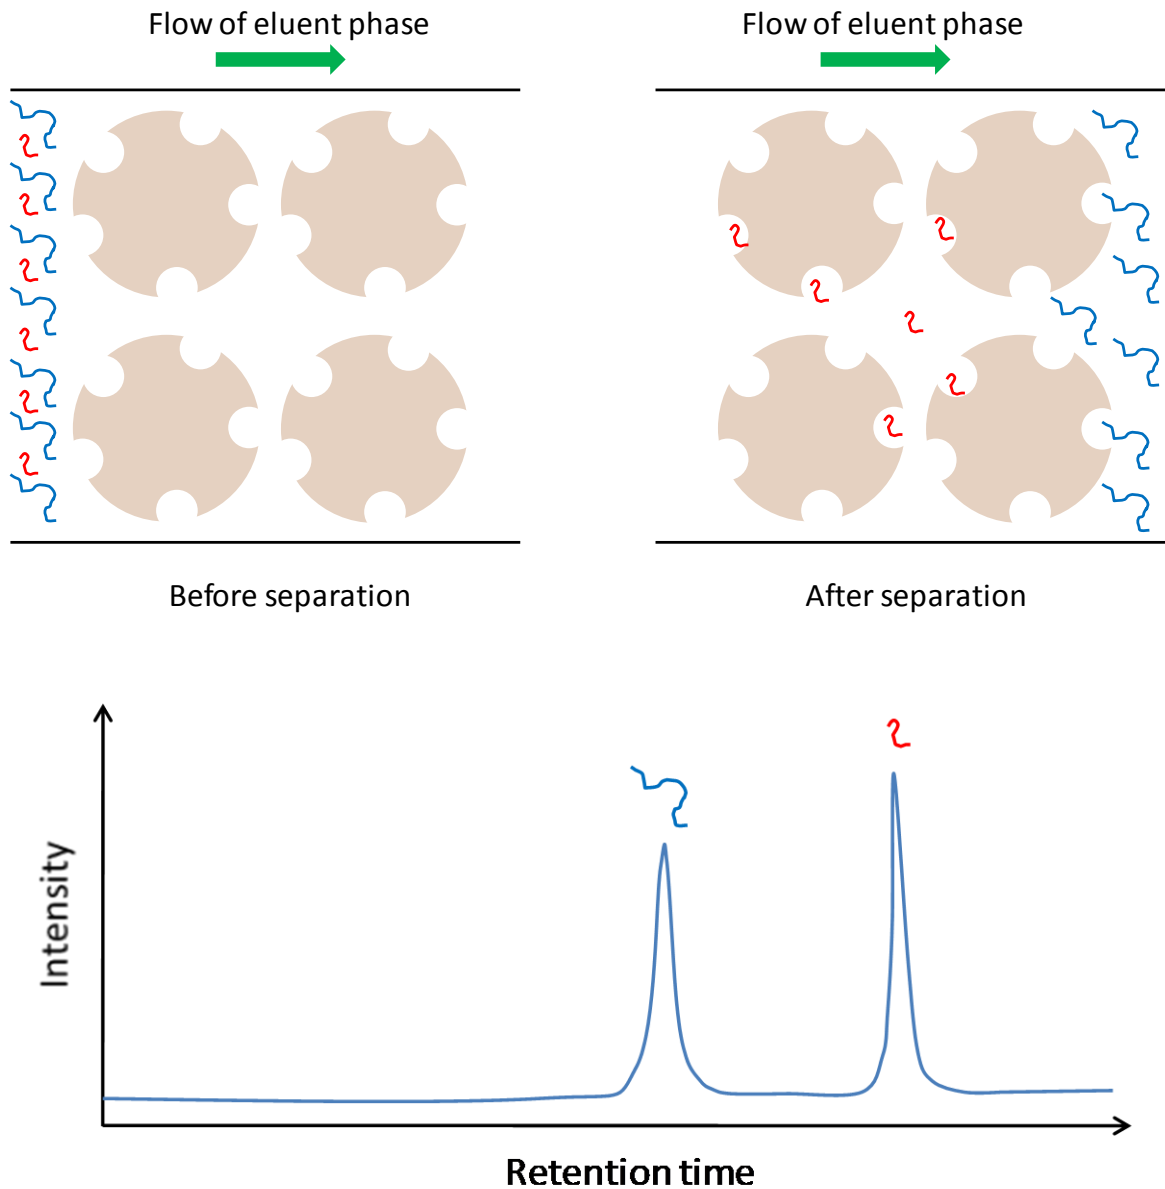 Flow of eluent phase
Flow of eluent phase
Before separation
After separation
Intensity
Retention time